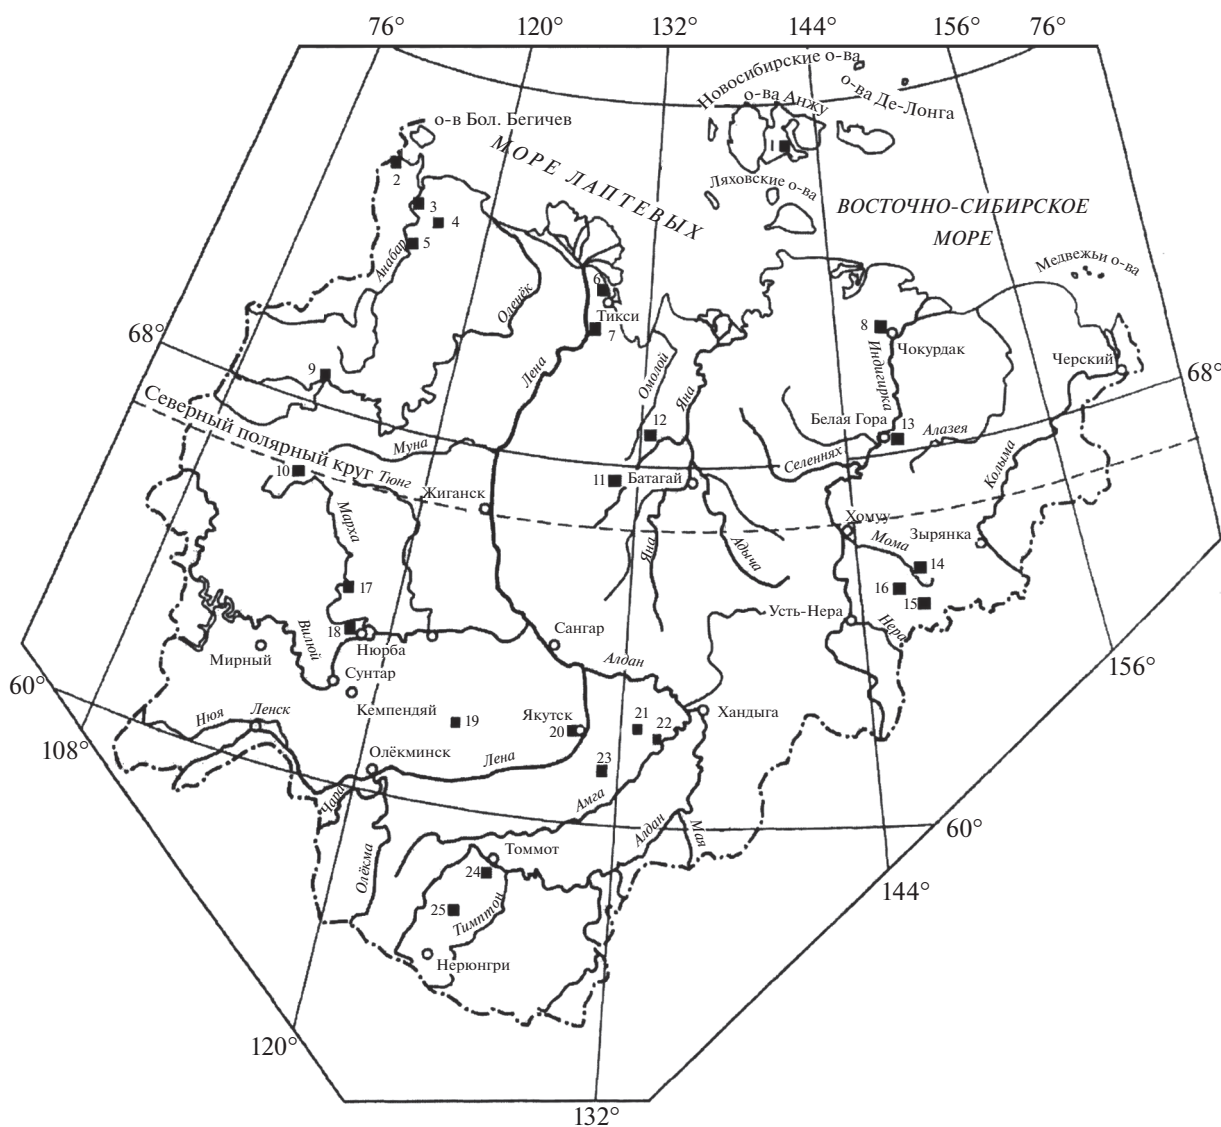 76°
120°
132°
144°
156°
76°
Новосибирские о-ва
о-ва Де-Лонга
о-ва Анжу
о-в Бол. Бегичев
МОРЕ ЛАПТЕВЫХ
1
2
Ляховские о-ва
ВОСТОЧНО-СИБИРСКОЕ
МОРЕ
3
4
5
Анабар
Медвежьи о-ва
Оленёк
6
Тикси
7
8
Чокурдак
Индигирка
Черский
68°
68°
9
Лена
Омолой
Яна
Северный полярный круг
Муна
12
Белая Гора
13
Алазея
Селеннях
Колыма
10
Тюнг
Жиганск
11
Батагай
Марха
Яна
Адыча
Хомуу
Мома
Зырянка
14
16
15
17
18
Нюрба
Вилюй
Мирный
Сунтар
Сангар
Алдан
Усть-Нера
Нера
156°
60°
Кемпендяй
19
Нюя
Ленск
Якутск
20
21
22
Хандыга
108°
Олёкминск
Лена
23
Чара
Амга
Алдан
Мая
60°
Томмот
24
Олёкма
144°
25
Тимптон
Нерюнгри
120°
132°